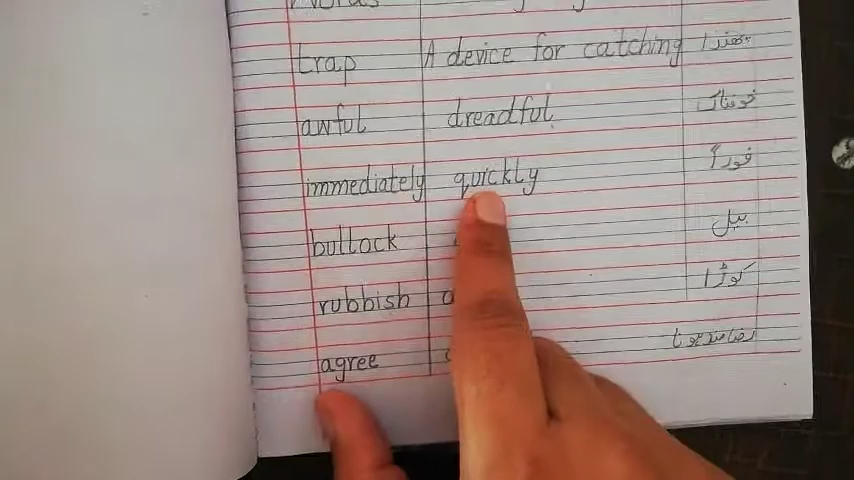 trap A device for catching پھندا
awful dreadful خوفناک
immediately quickly فوراً
bullock بیل
rubbish کوڑا
agree رضامند ہونا